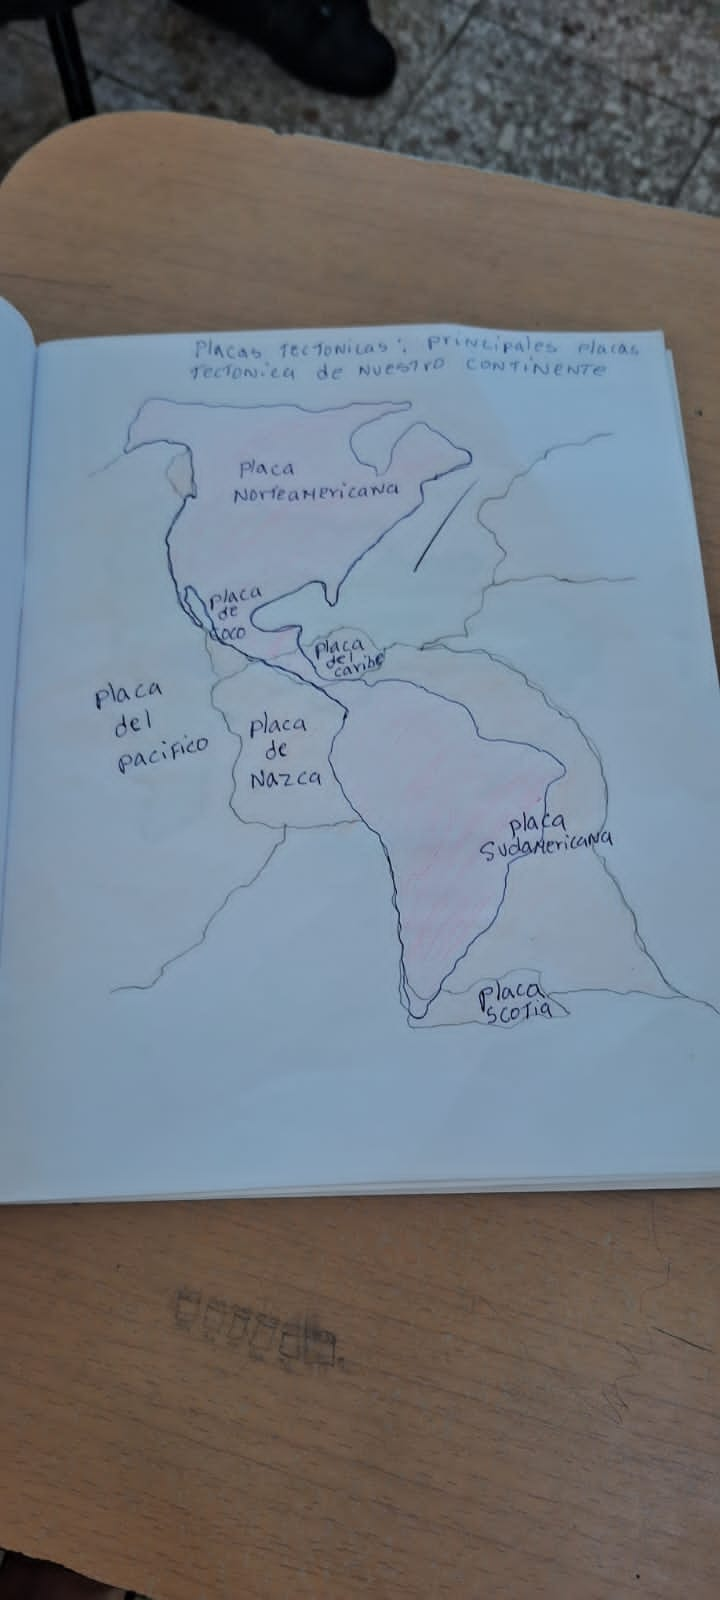 Placas Tectonicas: principales placas
tectonica de nuestro continente
Placa
Norteamericana
placa
de
coco
placa
del
caribe
placa
del
pacifico
placa
de
Nazca
placa
Sudamericana
placa
scotia